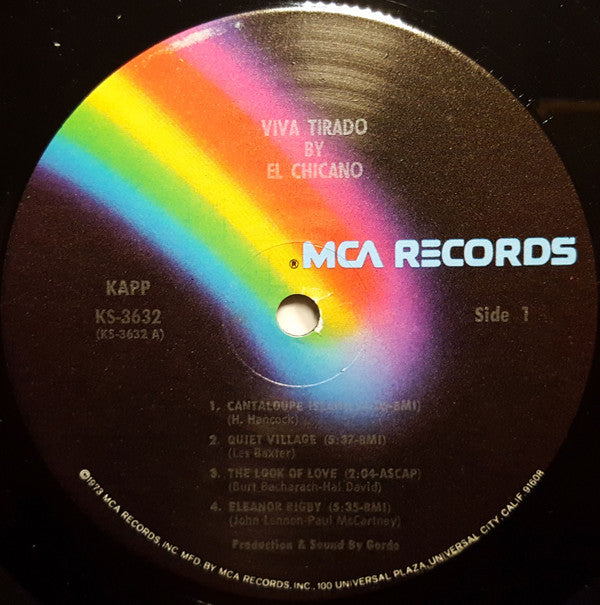 VIVA TIRADO
BY
EL CHICANO
® MCA RECORDS
KAPP
KS-3632
(KS-3632 A)
Side 1
1. CANTALOUPE ISLAND
(H. Hancock)
2. QUIET VILLAGE (5:37-BMI)
(Les Baxter)
3. THE LOOK OF LOVE (2:04-ASCAP)
(Burt Bacharach-Hal David)
4. ELEANOR RIGBY (5:35-BMI)
(John Lennon-Paul McCartney)
Production & Sound By Gordo
©1973 MCA RECORDS, INC. MFD BY MCA RECORDS, INC., 100 UNIVERSAL PLAZA, UNIVERSAL CITY, CALIF. 91608